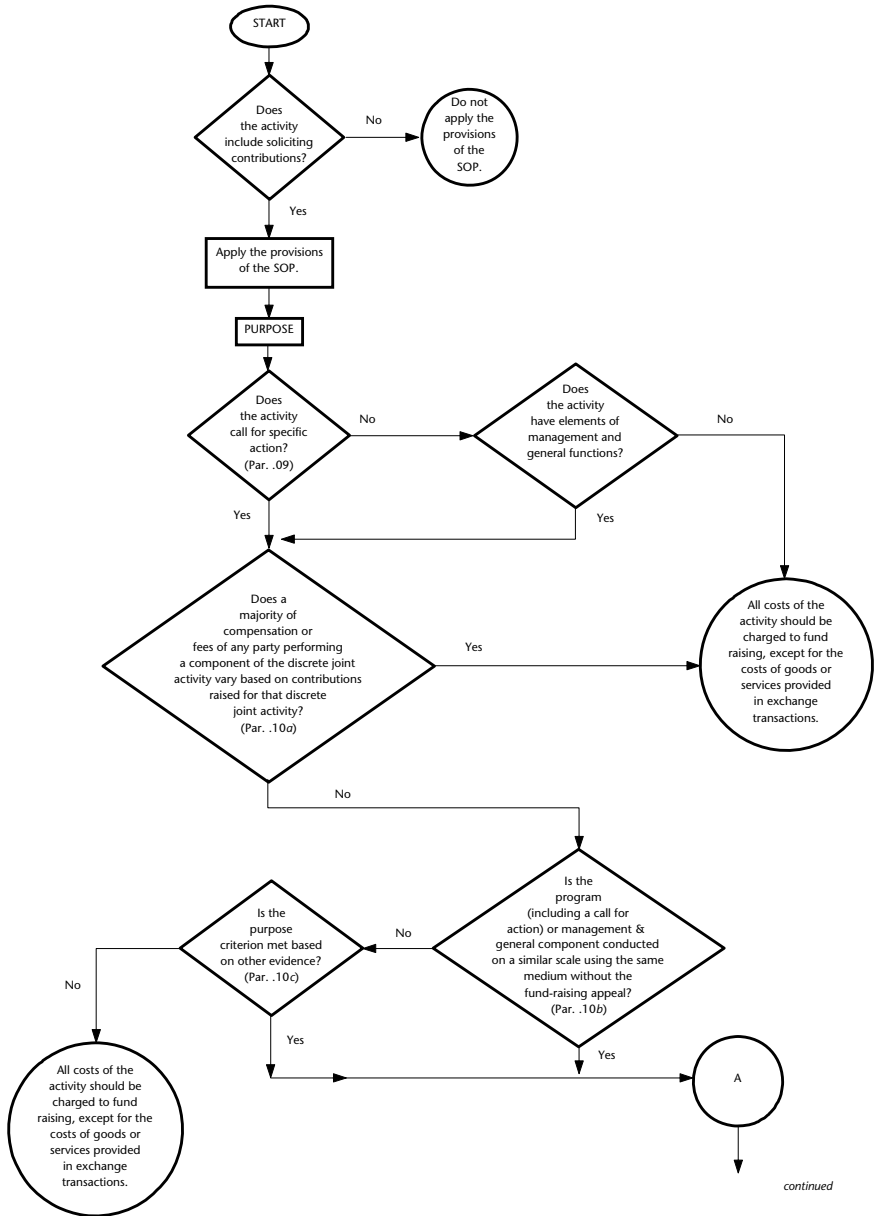 START
Does
the activity
include soliciting
contributions?
No
Do not
apply the
provisions
of the
SOP.
Yes
Apply the provisions
of the SOP.
PURPOSE
Does
the activity
call for specific
action?
(Par. .09)
No
Does
the activity
have elements of
management and
general functions?
No
Yes
Yes
Does a
majority of
compensation or
fees of any party performing
a component of the discrete joint
activity vary based on contributions
raised for that discrete
joint activity?
(Par. .10a)
Yes
All costs of the
activity should be
charged to fund
raising, except for the
costs of goods or
services provided
in exchange
transactions.
No
Is the
program
(including a call for
action) or management &
general component conducted
on a similar scale using the same
medium without the
fund-raising appeal?
(Par. .10b)
No
Is the
purpose
criterion met based
on other evidence?
(Par. .10c)
No
Yes
Yes
All costs of the
activity should be
charged to fund
raising, except for the
costs of goods or
services provided
in exchange
transactions.
A
continued